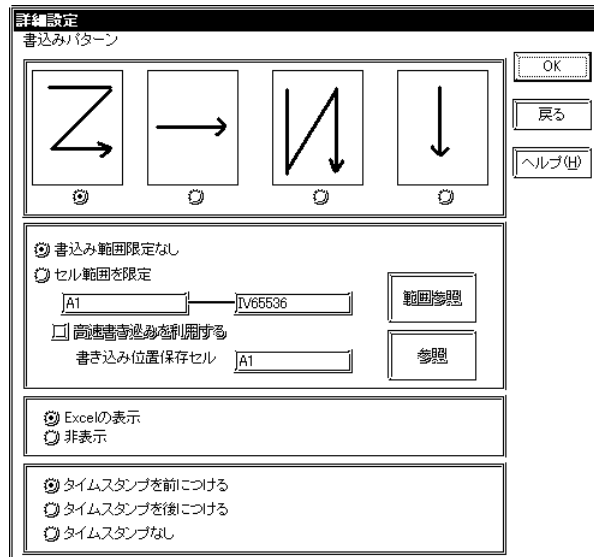 詳細設定
書込みパターン
OK
戻る
ヘルプ(H)
書込み範囲限定なし
セル範囲を限定
A1 IV65536
範囲参照
高速書き込みを利用する
書き込み位置保存セル A1
参照
Excelの表示
非表示
タイムスタンプを前につける
タイムスタンプを後につける
タイムスタンプなし